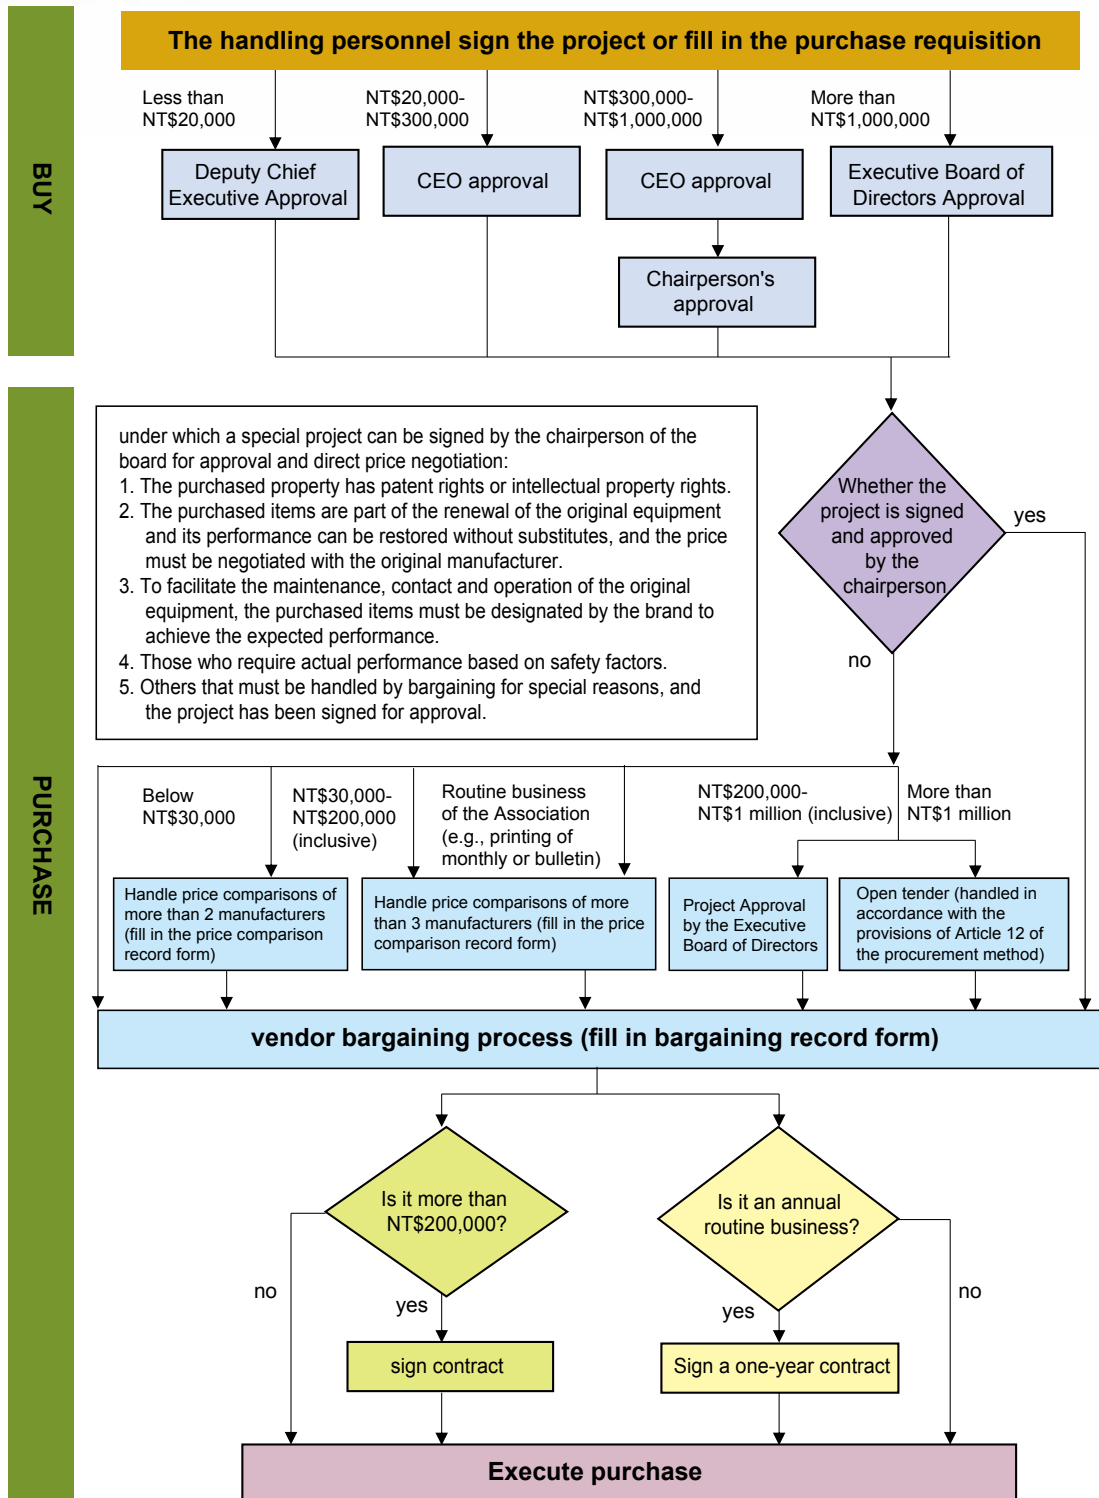 BUY
The handling personnel sign the project or fill in the purchase requisition
Less than
NT$20,000
NT$20,000-
NT$300,000
NT$300,000-
NT$1,000,000
More than
NT$1,000,000
Deputy Chief
Executive Approval
CEO approval
CEO approval
Executive Board of
Directors Approval
Chairperson's
approval
PURCHASE
under which a special project can be signed by the chairperson of the
board for approval and direct price negotiation:
1. The purchased property has patent rights or intellectual property rights.
2. The purchased items are part of the renewal of the original equipment
and its performance can be restored without substitutes, and the price
must be negotiated with the original manufacturer.
3. To facilitate the maintenance, contact and operation of the original
equipment, the purchased items must be designated by the brand to
achieve the expected performance.
4. Those who require actual performance based on safety factors.
5. Others that must be handled by bargaining for special reasons, and
the project has been signed for approval.
Whether the
project is signed
and approved
by the
chairperson
yes
no
Below
NT$30,000
NT$30,000-
NT$200,000
(inclusive)
Routine business
of the Association
(e.g., printing of
monthly or bulletin)
NT$200,000-
NT$1 million (inclusive)
More than
NT$1 million
Handle price comparisons of
more than 2 manufacturers
(fill in the price comparison
record form)
Handle price comparisons of more
than 3 manufacturers (fill in the price
comparison record form)
Project Approval
by the Executive
Board of Directors
Open tender (handled in
accordance with the
provisions of Article 12 of
the procurement method)
vendor bargaining process (fill in bargaining record form)
Is it more than
NT$200,000?
Is it an annual
routine business?
no
yes
yes
no
sign contract
Sign a one-year contract
Execute purchase